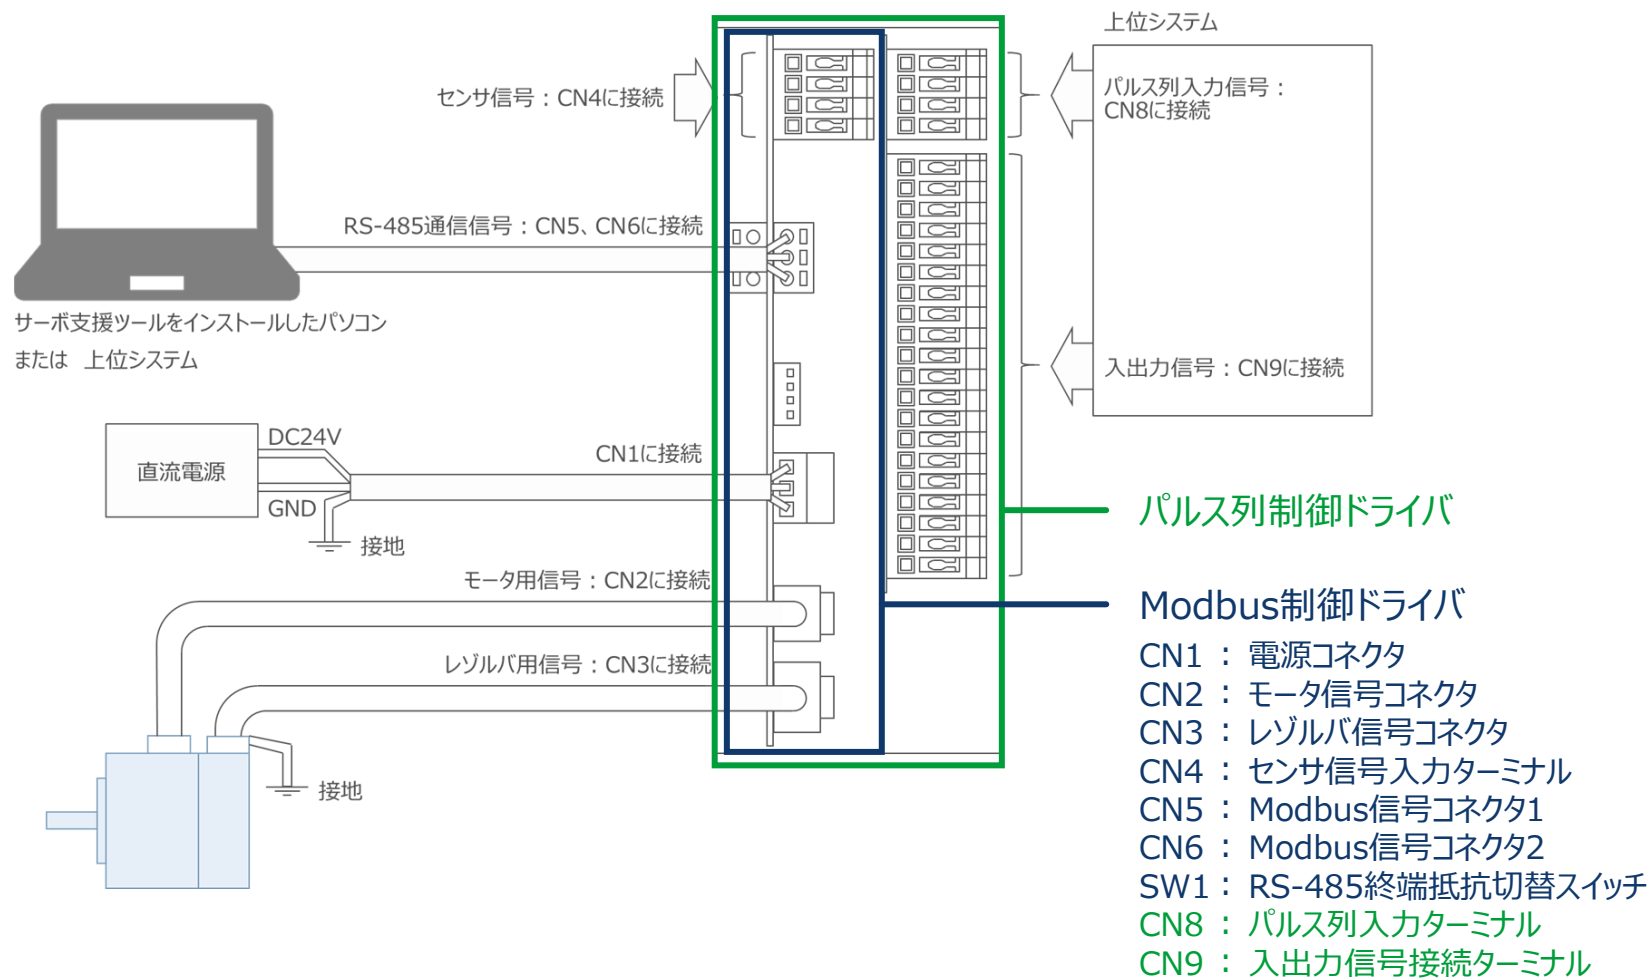 上位システム
センサ信号：CN4に接続
パルス列入力信号：
CN8に接続
RS-485通信信号：CN5、CN6に接続
サーボ支援ツールをインストールしたパソコン
または 上位システム
入出力信号：CN9に接続
DC24V
直流電源
GND
接地
CN1に接続
モータ用信号：CN2に接続
レゾルバ用信号：CN3に接続
接地
パルス列制御ドライバ
Modbus制御ドライバ
CN1 ： 電源コネクタ
CN2 ： モータ信号コネクタ
CN3 ： レゾルバ信号コネクタ
CN4 ： センサ信号入力ターミナル
CN5 ： Modbus信号コネクタ1
CN6 ： Modbus信号コネクタ2
SW1： RS-485終端抵抗切替スイッチ
CN8 ： パルス列入力ターミナル
CN9 ： 入出力信号接続ターミナル